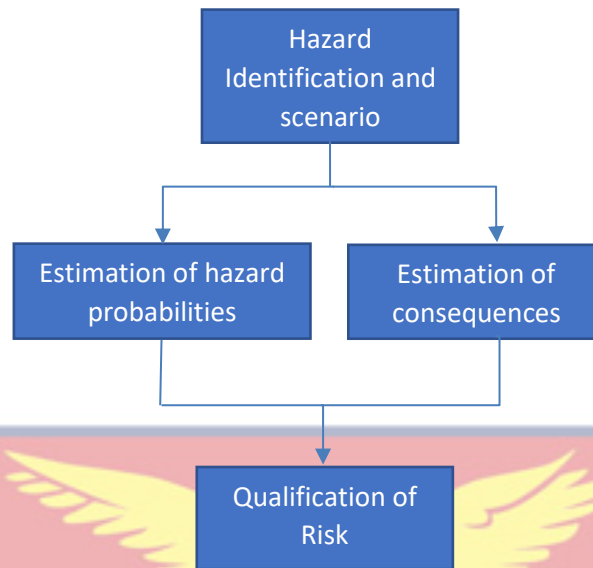 Hazard
Identification and
scenario
Estimation of hazard
probabilities
Estimation of
consequences
Qualification of
Risk